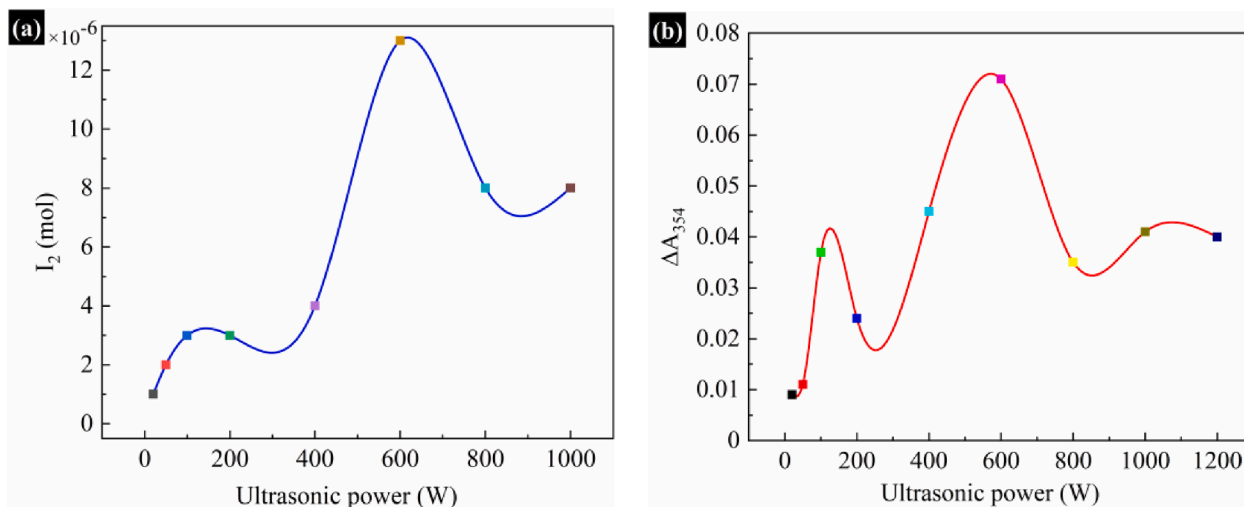 (a)
×10⁻⁶
12
10
8
6
4
2
0
I₂ (mol)
0 200 400 600 800 1000
Ultrasonic power (W)
(b)
0.08
0.07
0.06
0.05
0.04
0.03
0.02
0.01
0
ΔA₃₅₄
0 200 400 600 800 1000 1200
Ultrasonic power (W)